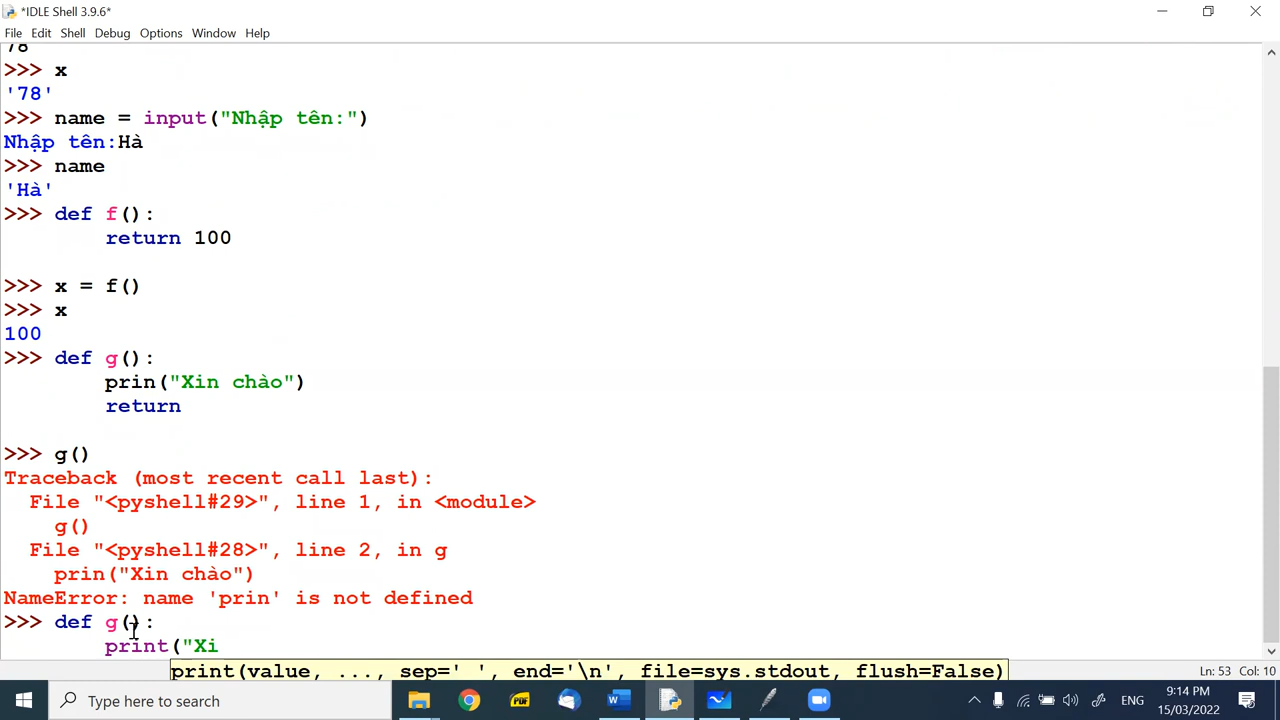 *IDLE Shell 3.9.6*
File Edit Shell Debug Options Window Help
78
>>> x
'78'
>>> name = input("Nhập tên:")
Nhập tên:Hà
>>> name
'Hà'
>>> def f():
return 100
>>> x = f()
>>> x
100
>>> def g():
prin("Xin chào")
return
>>> g()
Traceback (most recent call last):
File "<pyshell#29>", line 1, in <module>
g()
File "<pyshell#28>", line 2, in g
prin("Xin chào")
NameError: name 'prin' is not defined
>>> def g():
print("Xi
print(value, ..., sep=' ', end='\n', file=sys.stdout, flush=False)
Ln: 53 Col: 10
Type here to search
PDF
ENG
9:14 PM
15/03/2022